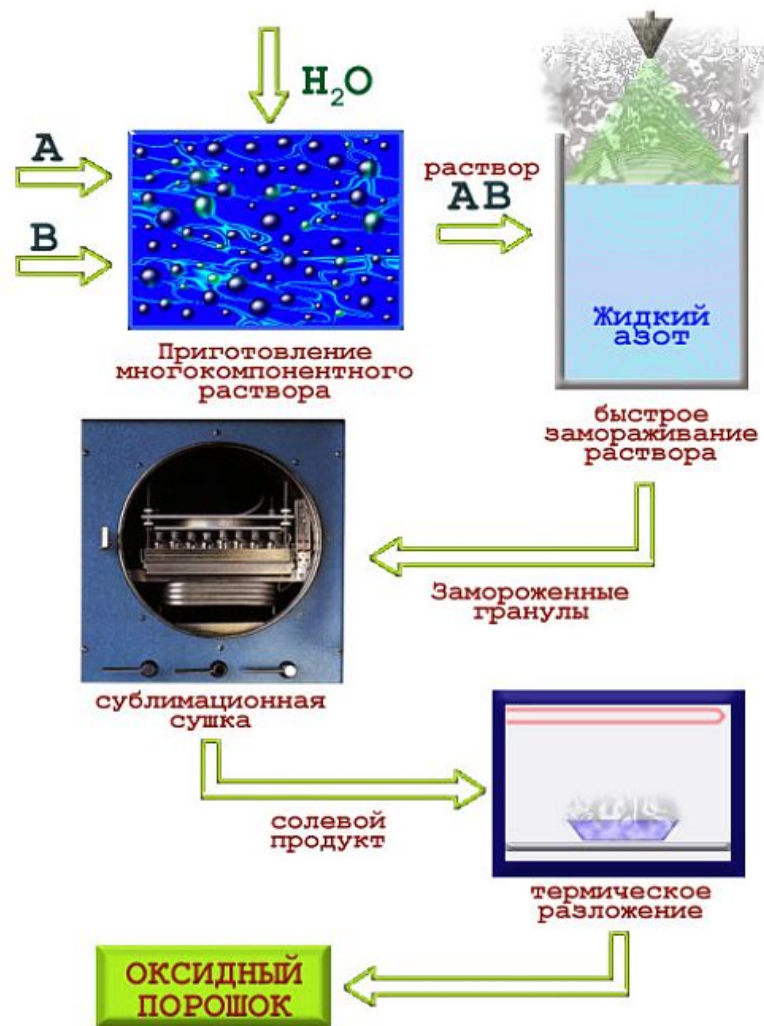 H₂O
A
B
раствор
AB
Приготовление
многокомпонентного
раствора
Жидкий
азот
быстрое
замораживание
раствора
Замороженные
гранулы
сублимационная
сушка
солевой
продукт
термическое
разложение
ОКСИДНЫЙ
ПОРОШОК